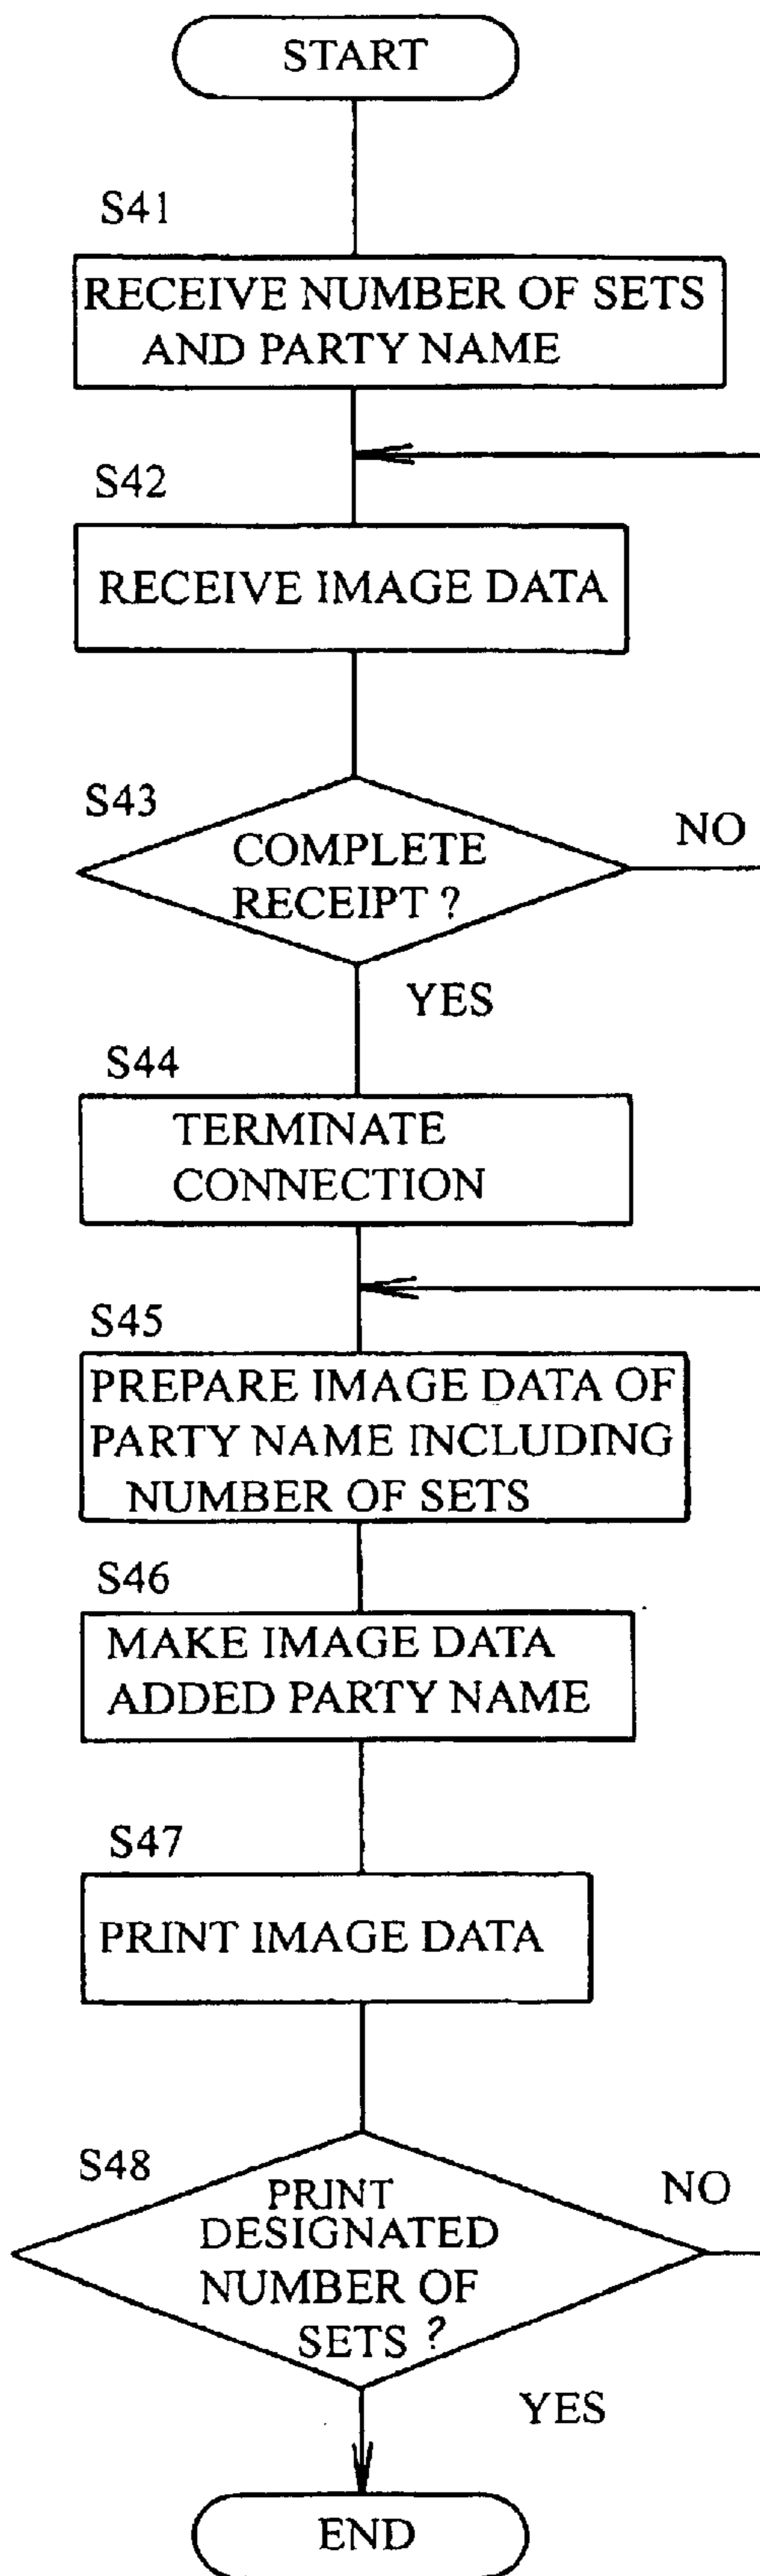 START
S41
RECEIVE NUMBER OF SETS
AND PARTY NAME
S42
RECEIVE IMAGE DATA
S43
COMPLETE
RECEIPT ?
NO
YES
S44
TERMINATE
CONNECTION
S45
PREPARE IMAGE DATA OF
PARTY NAME INCLUDING
NUMBER OF SETS
S46
MAKE IMAGE DATA
ADDED PARTY NAME
S47
PRINT IMAGE DATA
S48
PRINT
DESIGNATED
NUMBER OF
SETS ?
NO
YES
END